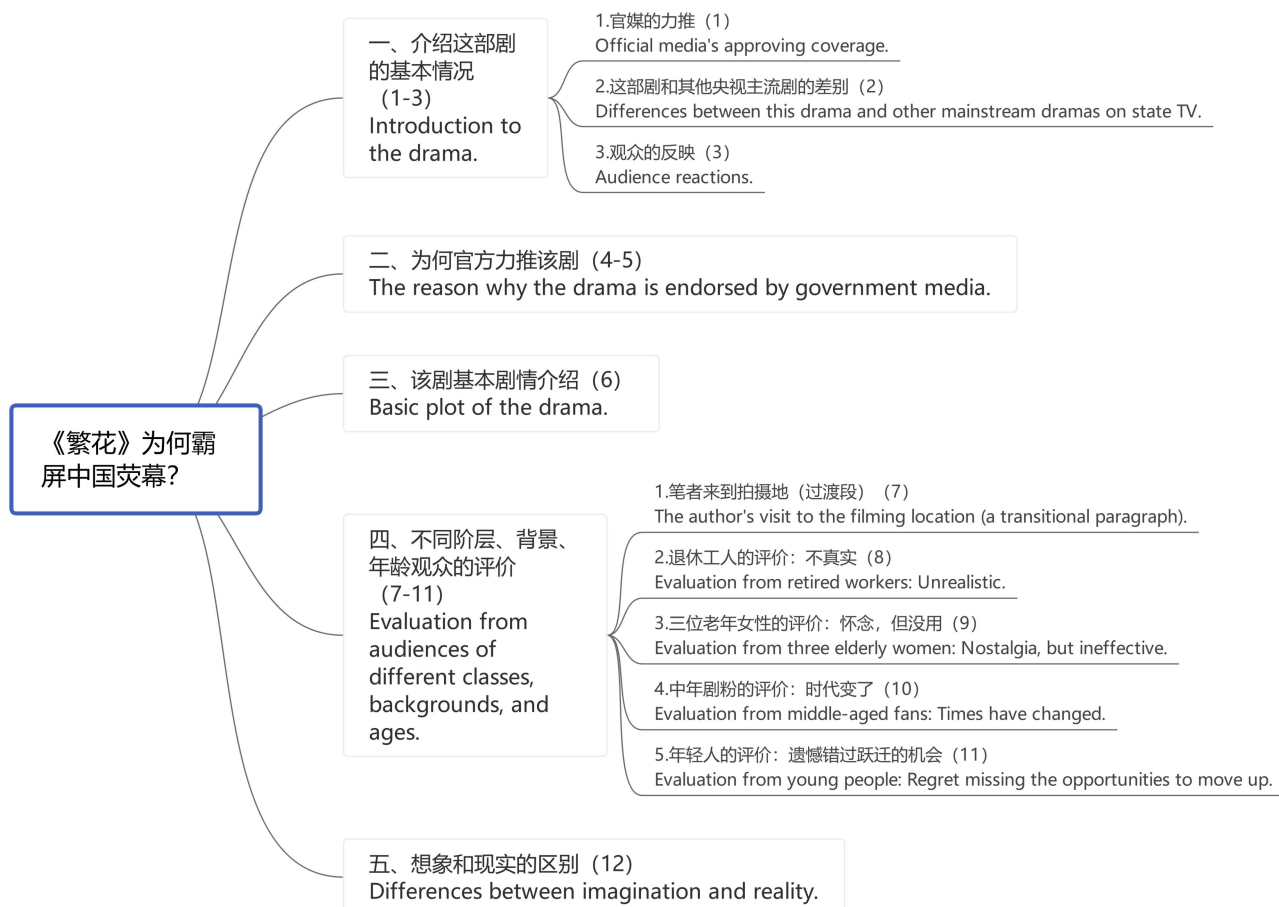 《繁花》为何霸
屏中国荧幕？
一、介绍这部剧
的基本情况
（1-3）
Introduction to
the drama.
1.官媒的力推（1）
Official media's approving coverage.
2.这部剧和其他央视主流剧的差别（2）
Differences between this drama and other mainstream dramas on state TV.
3.观众的反映（3）
Audience reactions.
二、为何官方力推该剧（4-5）
The reason why the drama is endorsed by government media.
三、该剧基本剧情介绍（6）
Basic plot of the drama.
四、不同阶层、背景、
年龄观众的评价
（7-11）
Evaluation from
audiences of
different classes,
backgrounds, and
ages.
1.笔者来到拍摄地（过渡段）（7）
The author's visit to the filming location (a transitional paragraph).
2.退休工人的评价：不真实（8）
Evaluation from retired workers: Unrealistic.
3.三位老年女性的评价：怀念，但没用（9）
Evaluation from three elderly women: Nostalgia, but ineffective.
4.中年剧粉的评价：时代变了（10）
Evaluation from middle-aged fans: Times have changed.
5.年轻人的评价：遗憾错过跃迁的机会（11）
Evaluation from young people: Regret missing the opportunities to move up.
五、想象和现实的区别（12）
Differences between imagination and reality.